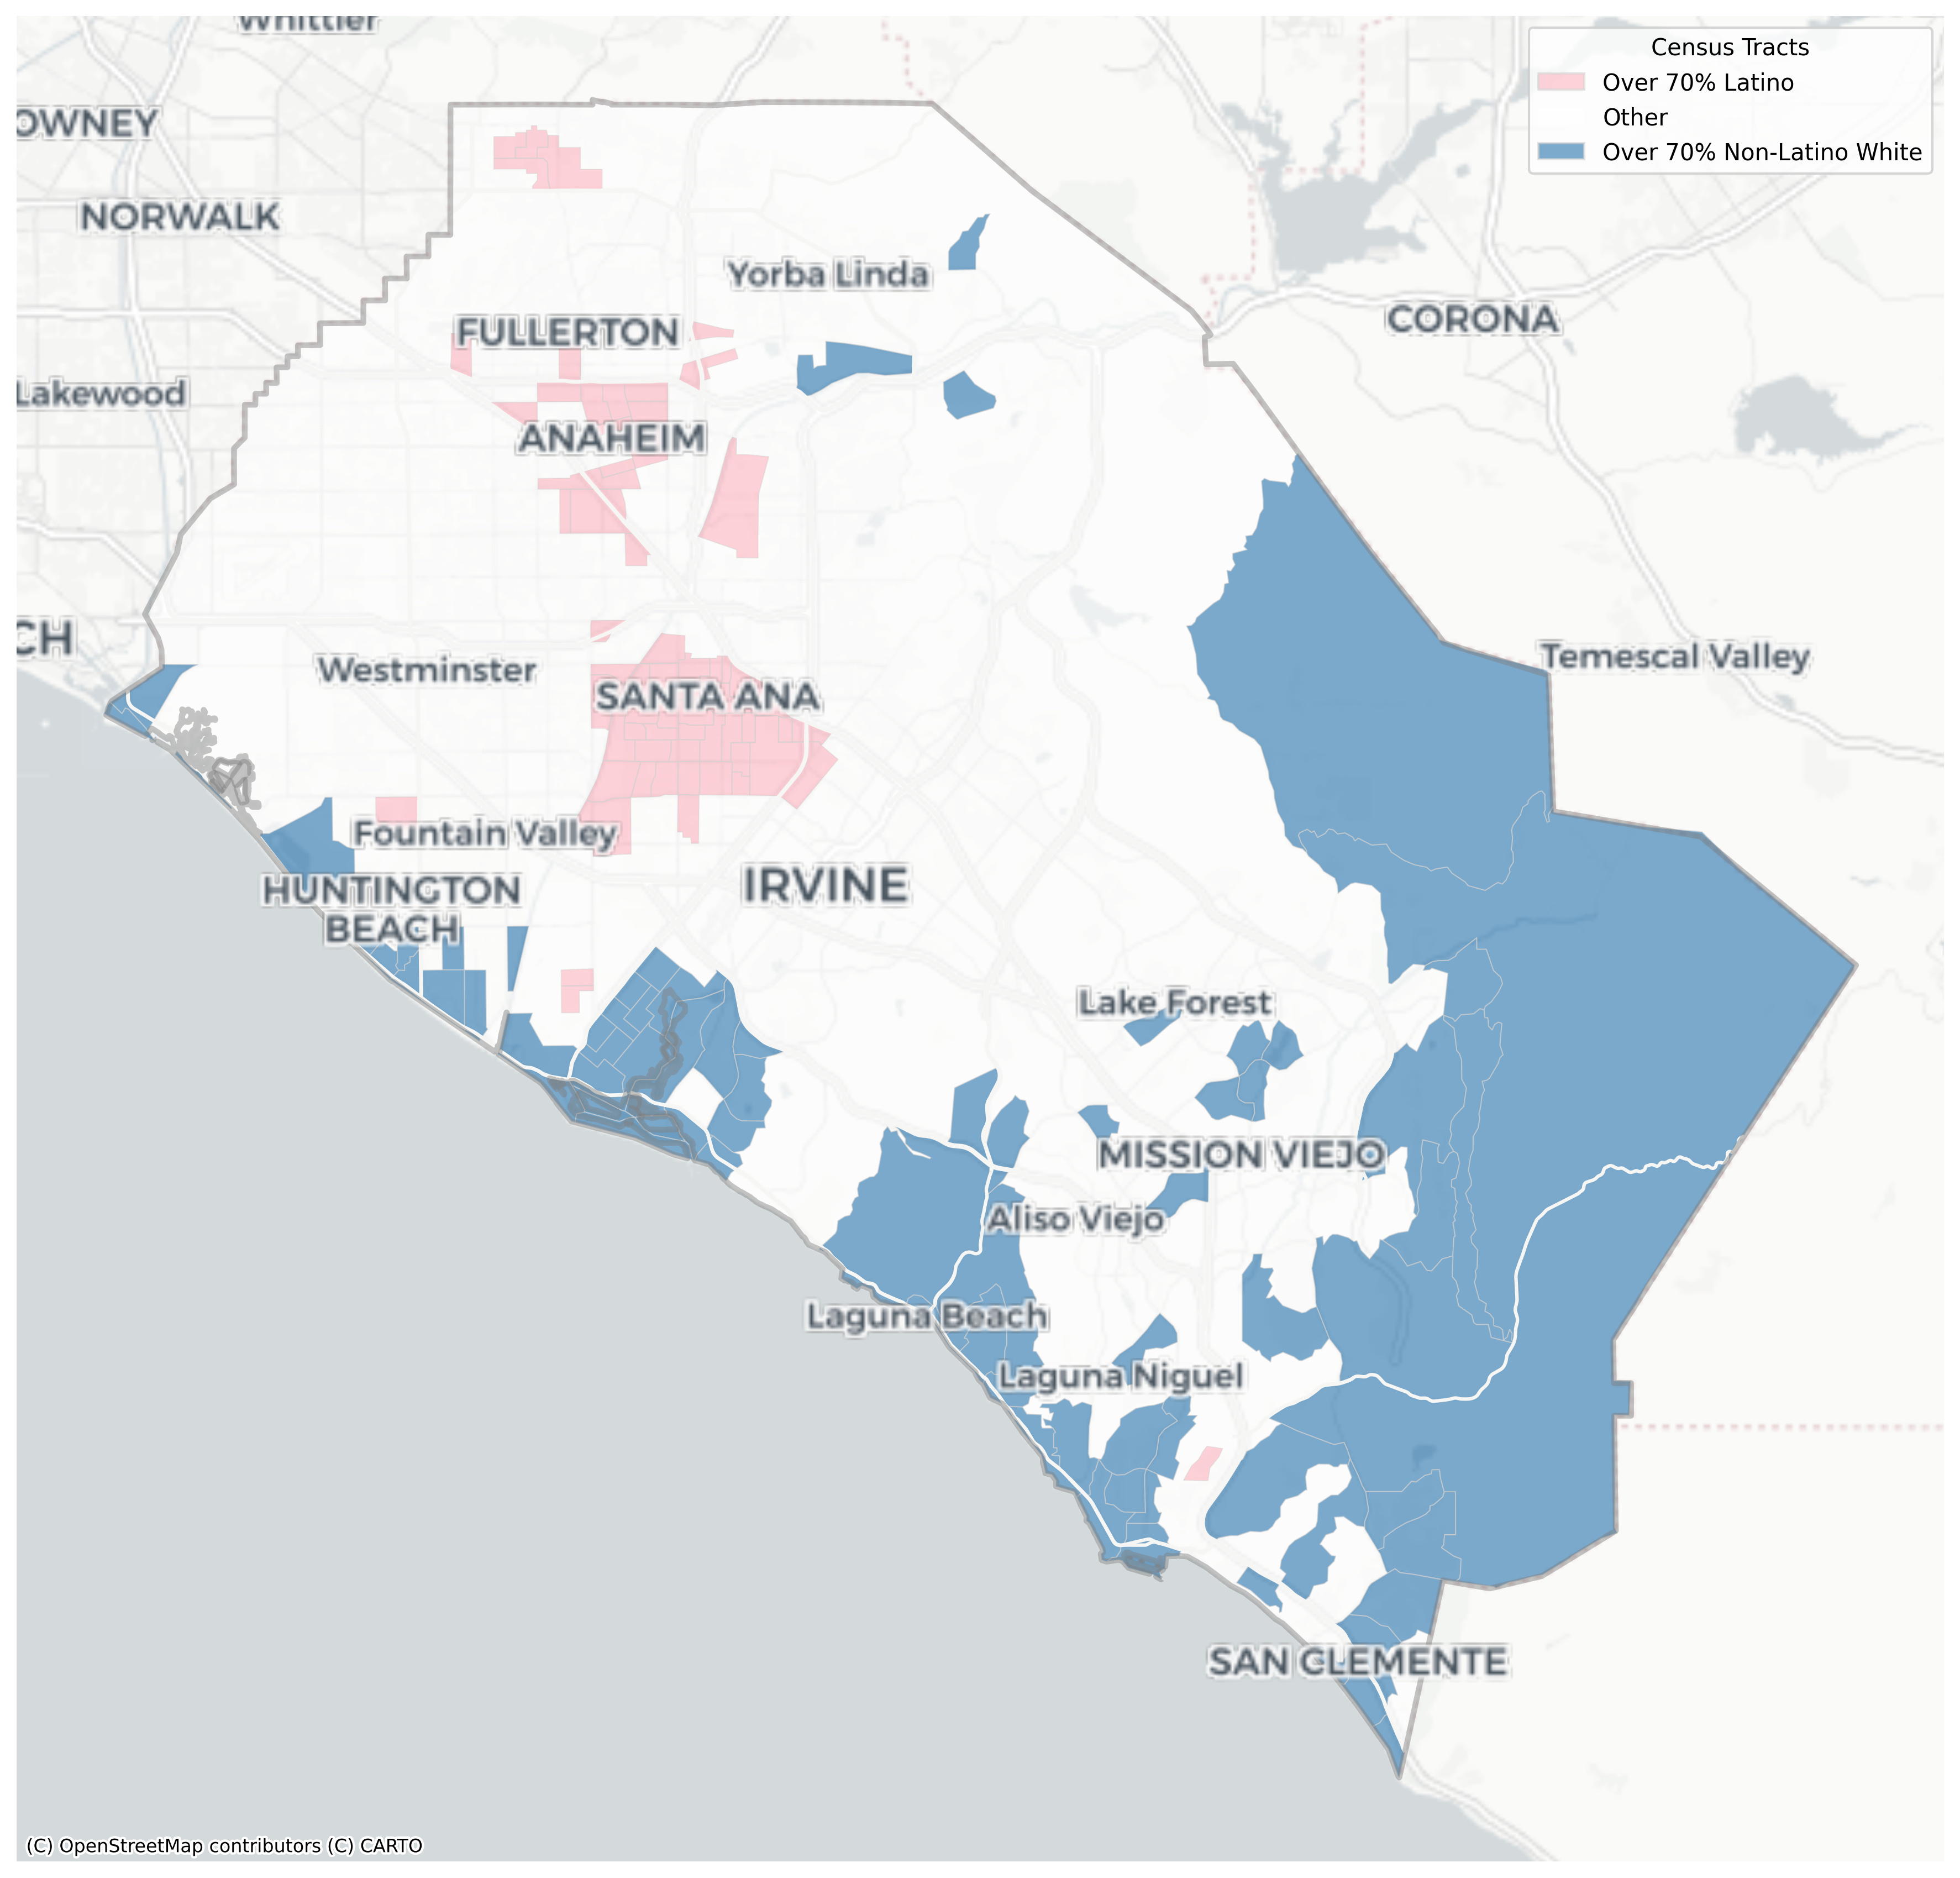 Whittier
Census Tracts
Over 70% Latino
Other
Over 70% Non-Latino White
OWNEY
NORWALK
Yorba Linda
CORONA
FULLERTON
Lakewood
ANAHEIM
CH
Temescal Valley
Westminster
SANTA ANA
Fountain Valley
IRVINE
HUNTINGTON
BEACH
Lake Forest
MISSION VIEJO
Aliso Viejo
Laguna Beach
Laguna Niguel
SAN CLEMENTE
(C) OpenStreetMap contributors (C) CARTO